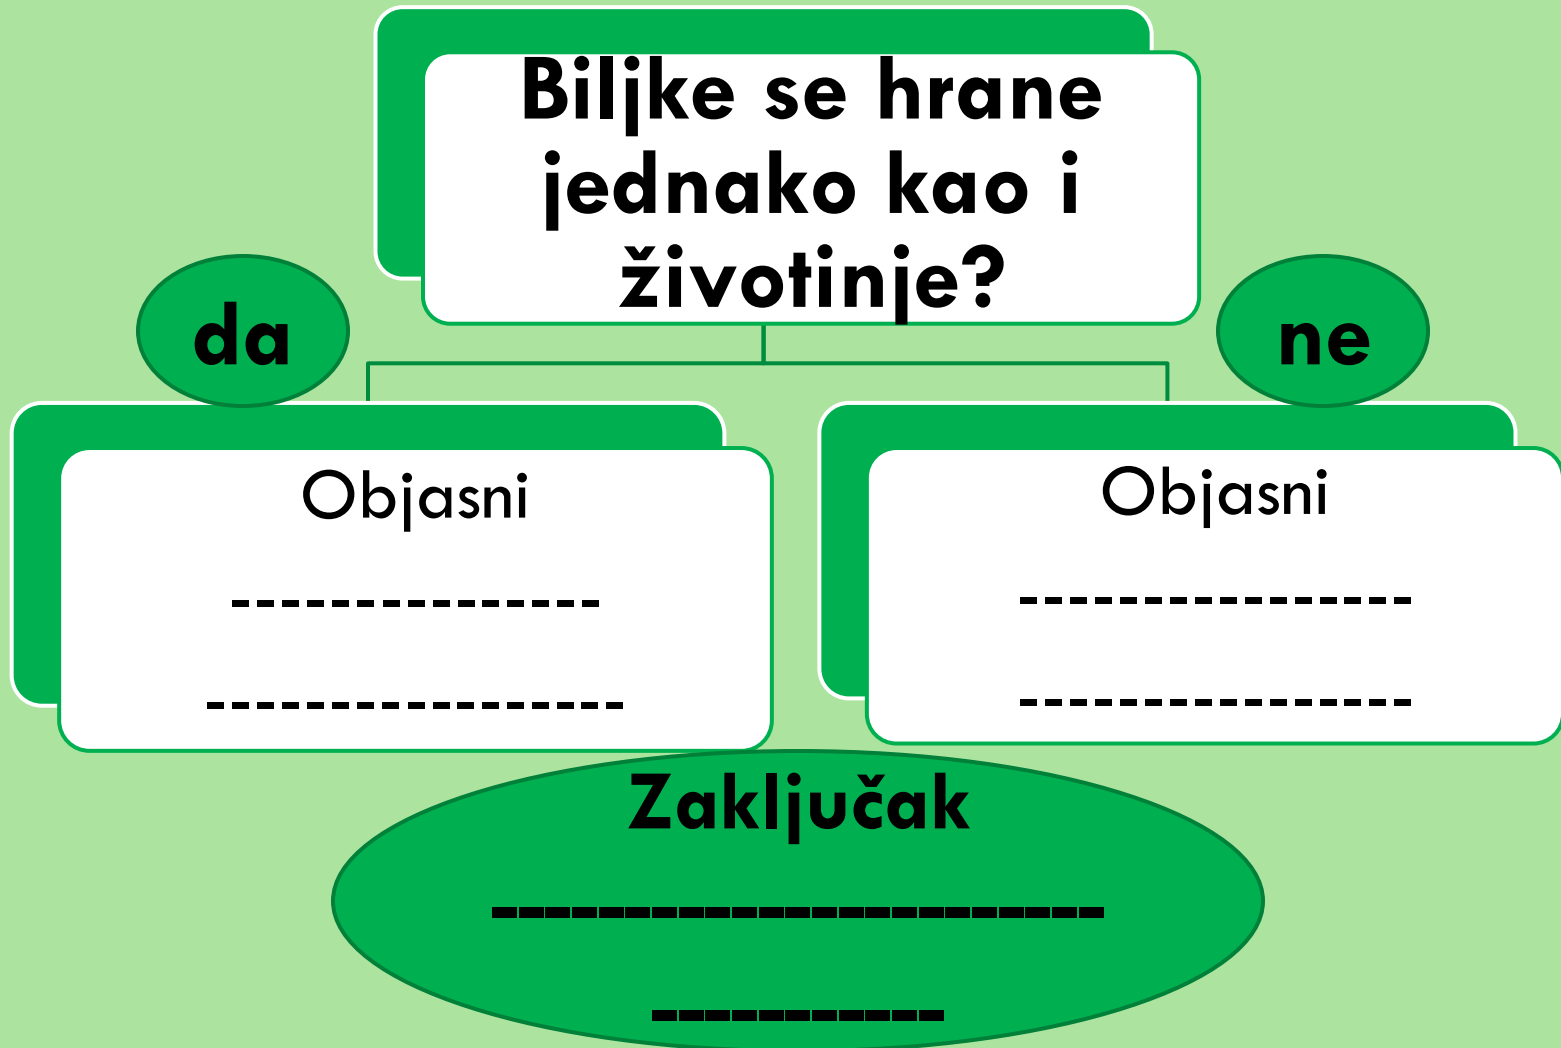 Biljke se hrane
jednako kao i
životinje?
da
ne
Objasni
---------------
-----------------
Objasni
----------------
----------------
Zaključak
-----------------------
-----------